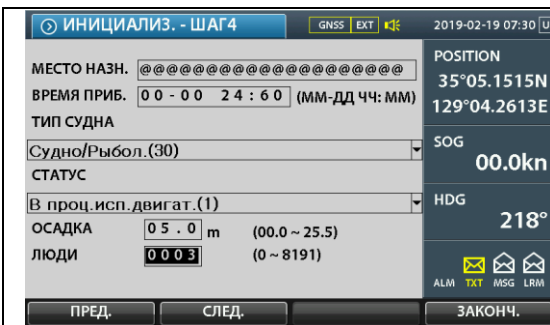 ИНИЦИАЛИЗ. - ШАГ4
GNSS EXT
2019-02-19 07:30 U
МЕСТО НАЗН. @@@@@@@@@@@@@@@@@@@@
ВРЕМЯ ПРИБ. 00-00 24:60 (ММ-ДД ЧЧ: ММ)
ТИП СУДНА
Судно/Рыбол.(30)
СТАТУС
В проц.исп.двигат.(1)
ОСАДКА 05.0 m (00.0 ~ 25.5)
ЛЮДИ 0003 (0 ~ 8191)
POSITION
35°05.1515N
129°04.2613E
SOG
00.0kn
HDG
218°
ALM TXT MSG LRM
ПРЕД. СЛЕД. ЗАКОНЧ.